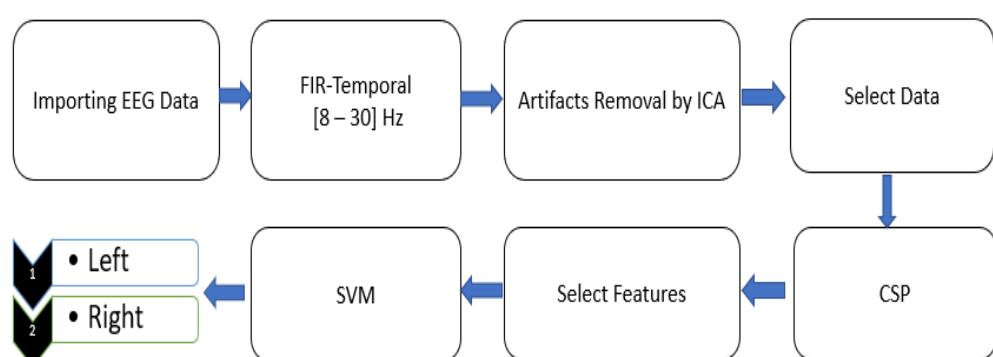 Importing EEG Data
FIR-Temporal
[8 – 30] Hz
Artifacts Removal by ICA
Select Data
CSP
Select Features
SVM
1
• Left
2
• Right